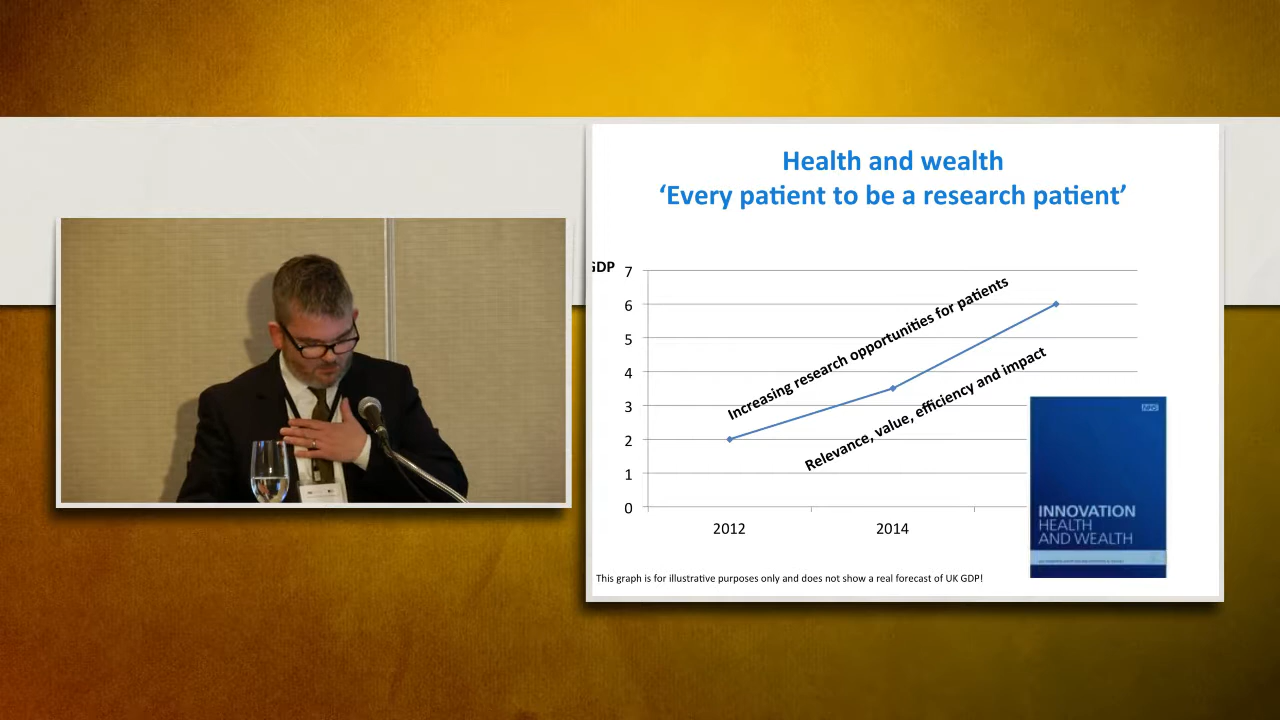 Health and wealth
‘Every patient to be a research patient’
GDP
7
6
5
4
3
2
1
0
Increasing research opportunities for patients
Relevance, value, efficiency and impact
2012
2014
NHS
INNOVATION
HEALTH
AND WEALTH
This graph is for illustrative purposes only and does not show a real forecast of UK GDP!